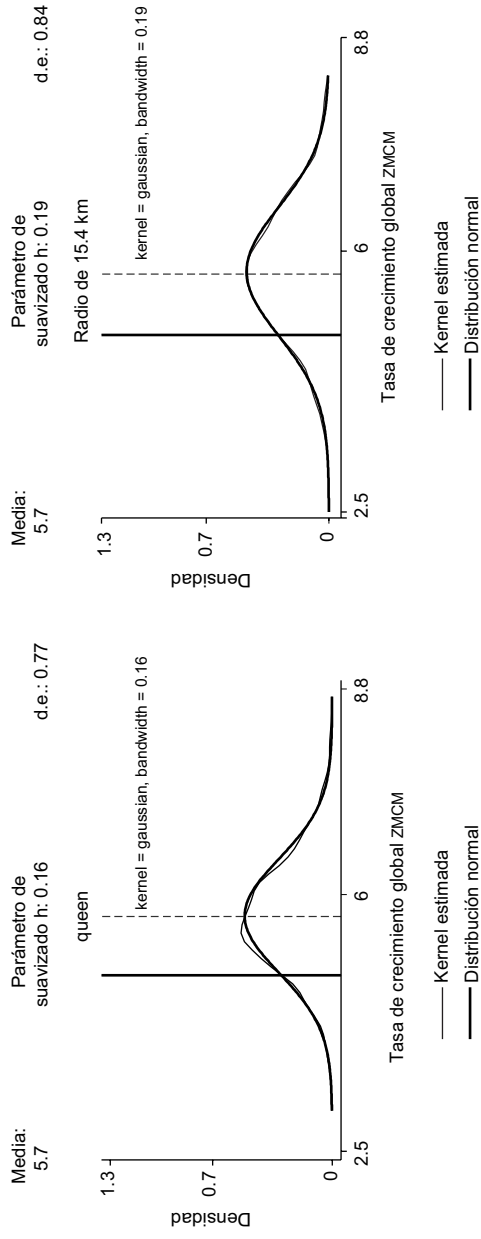 Media:
5.7
Parámetro de
suavizado h: 0.16
d.e.: 0.77
queen
kernel = gaussian, bandwidth = 0.16
Densidad
1.3
0.7
0
2.5
6
8.8
Tasa de crecimiento global ZMCM
Kernel estimada
Distribución normal
Media:
5.7
Parámetro de
suavizado h: 0.19
d.e.: 0.84
Radio de 15.4 km
kernel = gaussian, bandwidth = 0.19
Densidad
1.3
0.7
0
2.5
6
8.8
Tasa de crecimiento global ZMCM
Kernel estimada
Distribución normal